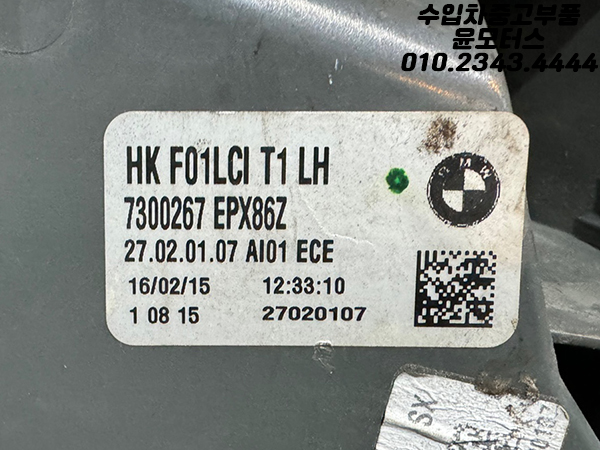 수입차중고부품
윤모터스
010.2343.4444
HK F01LCI T1 LH
7300267 EPX86Z
BMW
27.02.01.07 AI01 ECE
16/02/15 12:33:10
1 08 15 27020107
SX